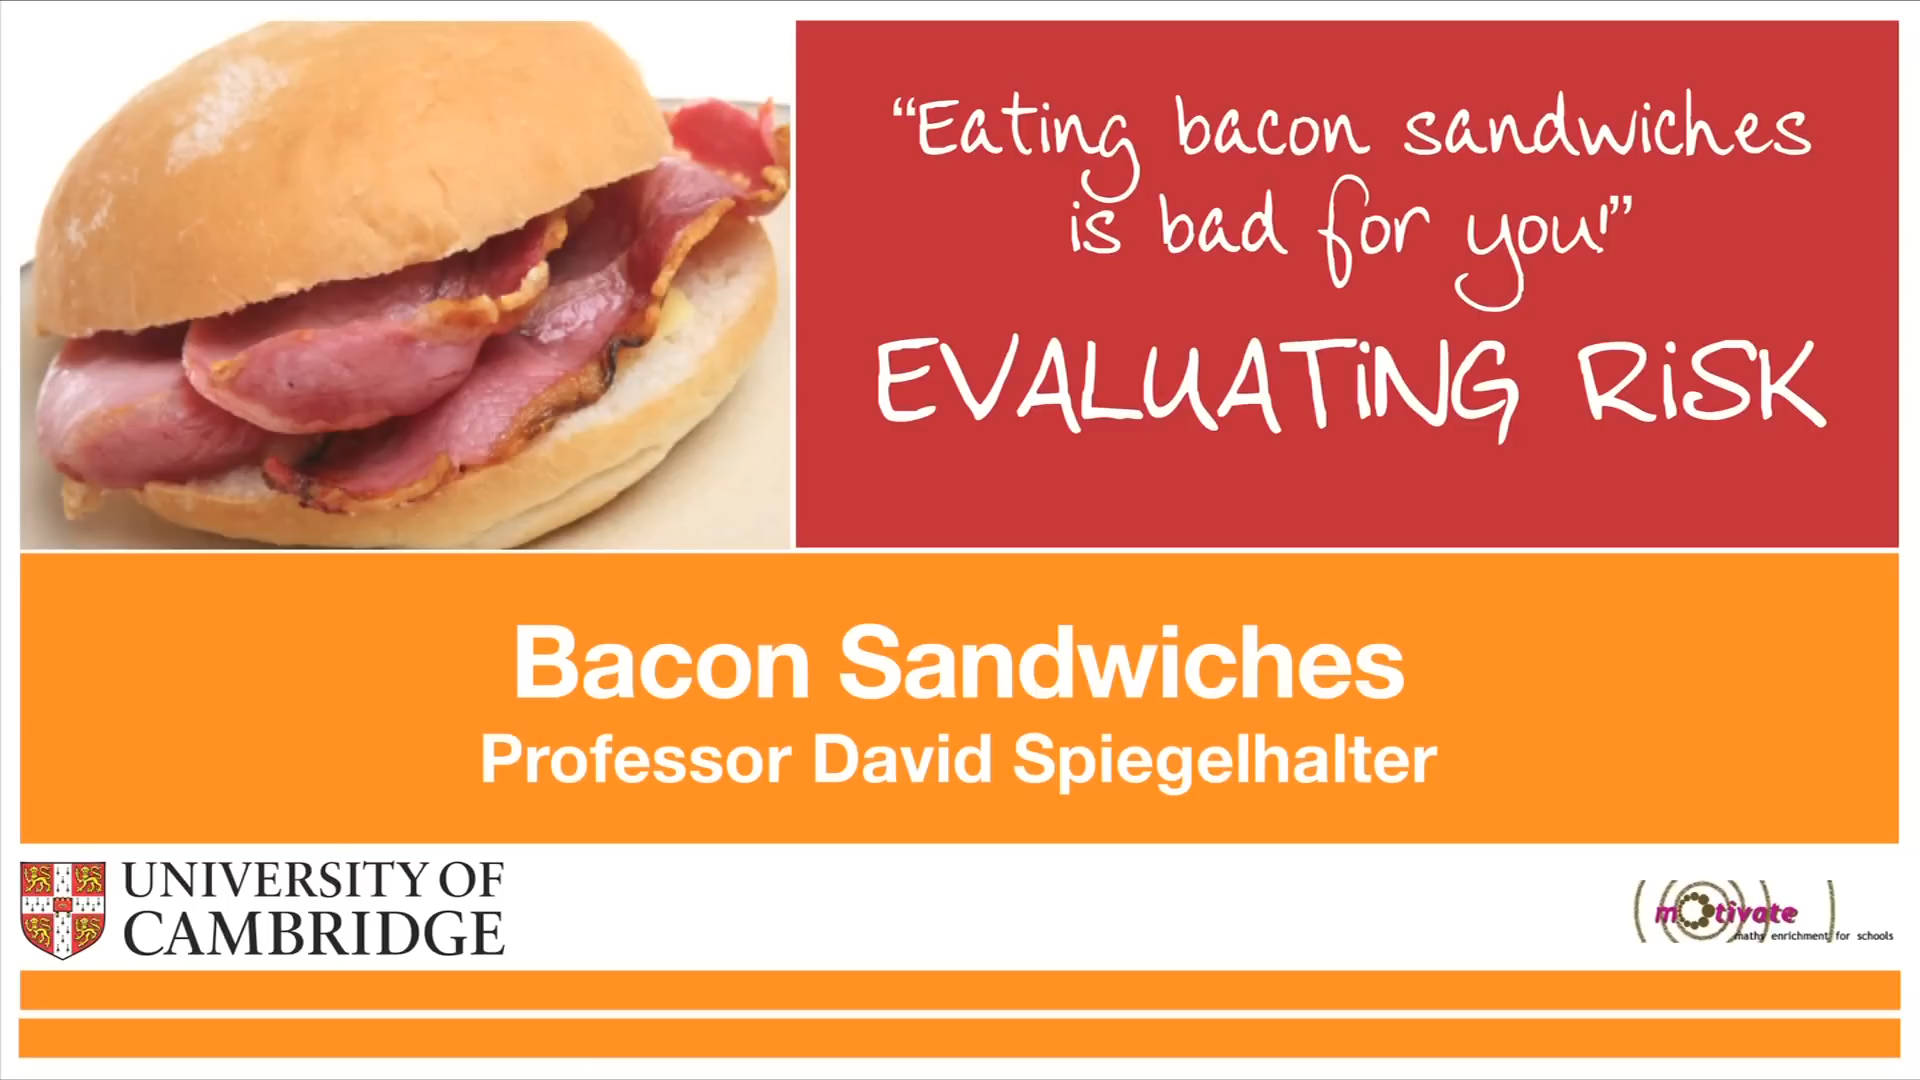 “Eating bacon sandwiches
is bad for you!”
EVALUATiNG RiSK
Bacon Sandwiches
Professor David Spiegelhalter
UNIVERSITY OF
CAMBRIDGE
motivate
maths enrichment for schools